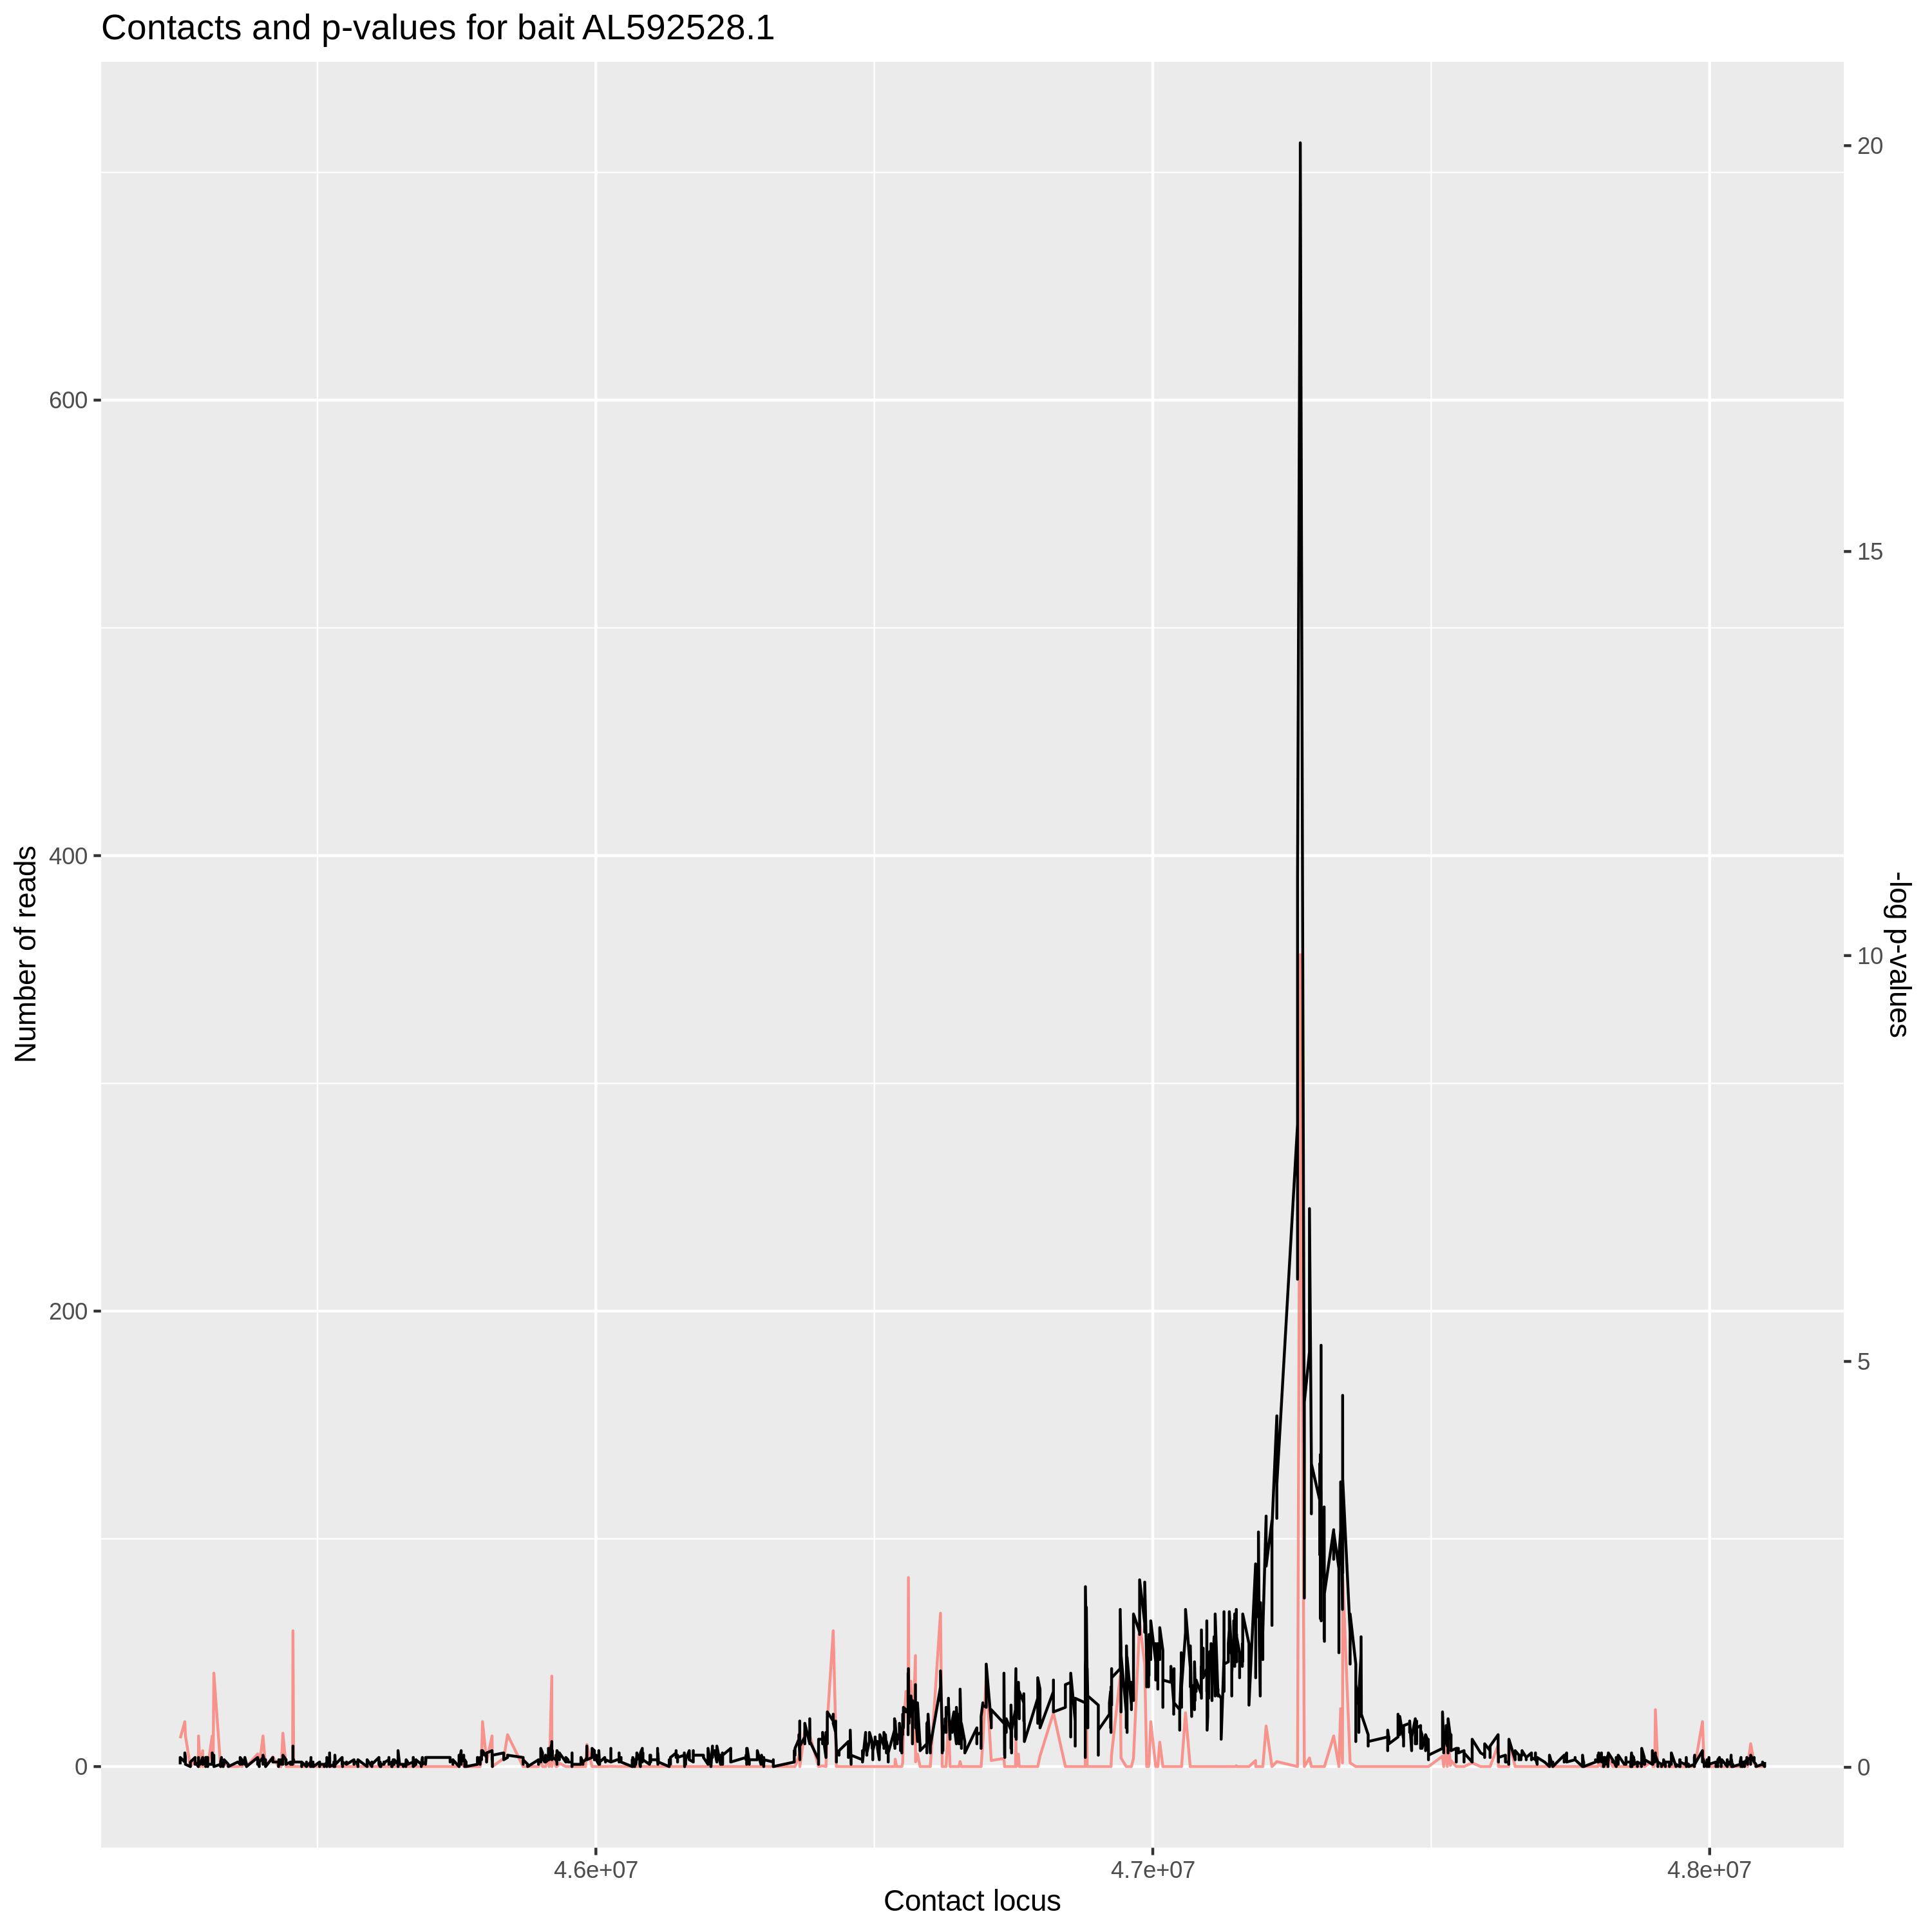 Contacts and p-values for bait AL592528.1
Number of reads
600
400
200
0
20
15
10
5
0
-log p-values
4.6e+07
4.7e+07
4.8e+07
Contact locus